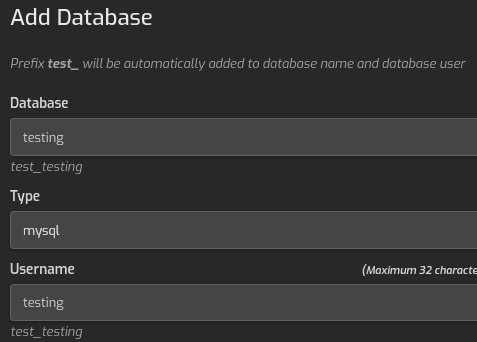 Add Database
Prefix test_ will be automatically added to database name and database user
Database
testing
test_testing
Type
mysql
Username (Maximum 32 characte
testing
test_testing